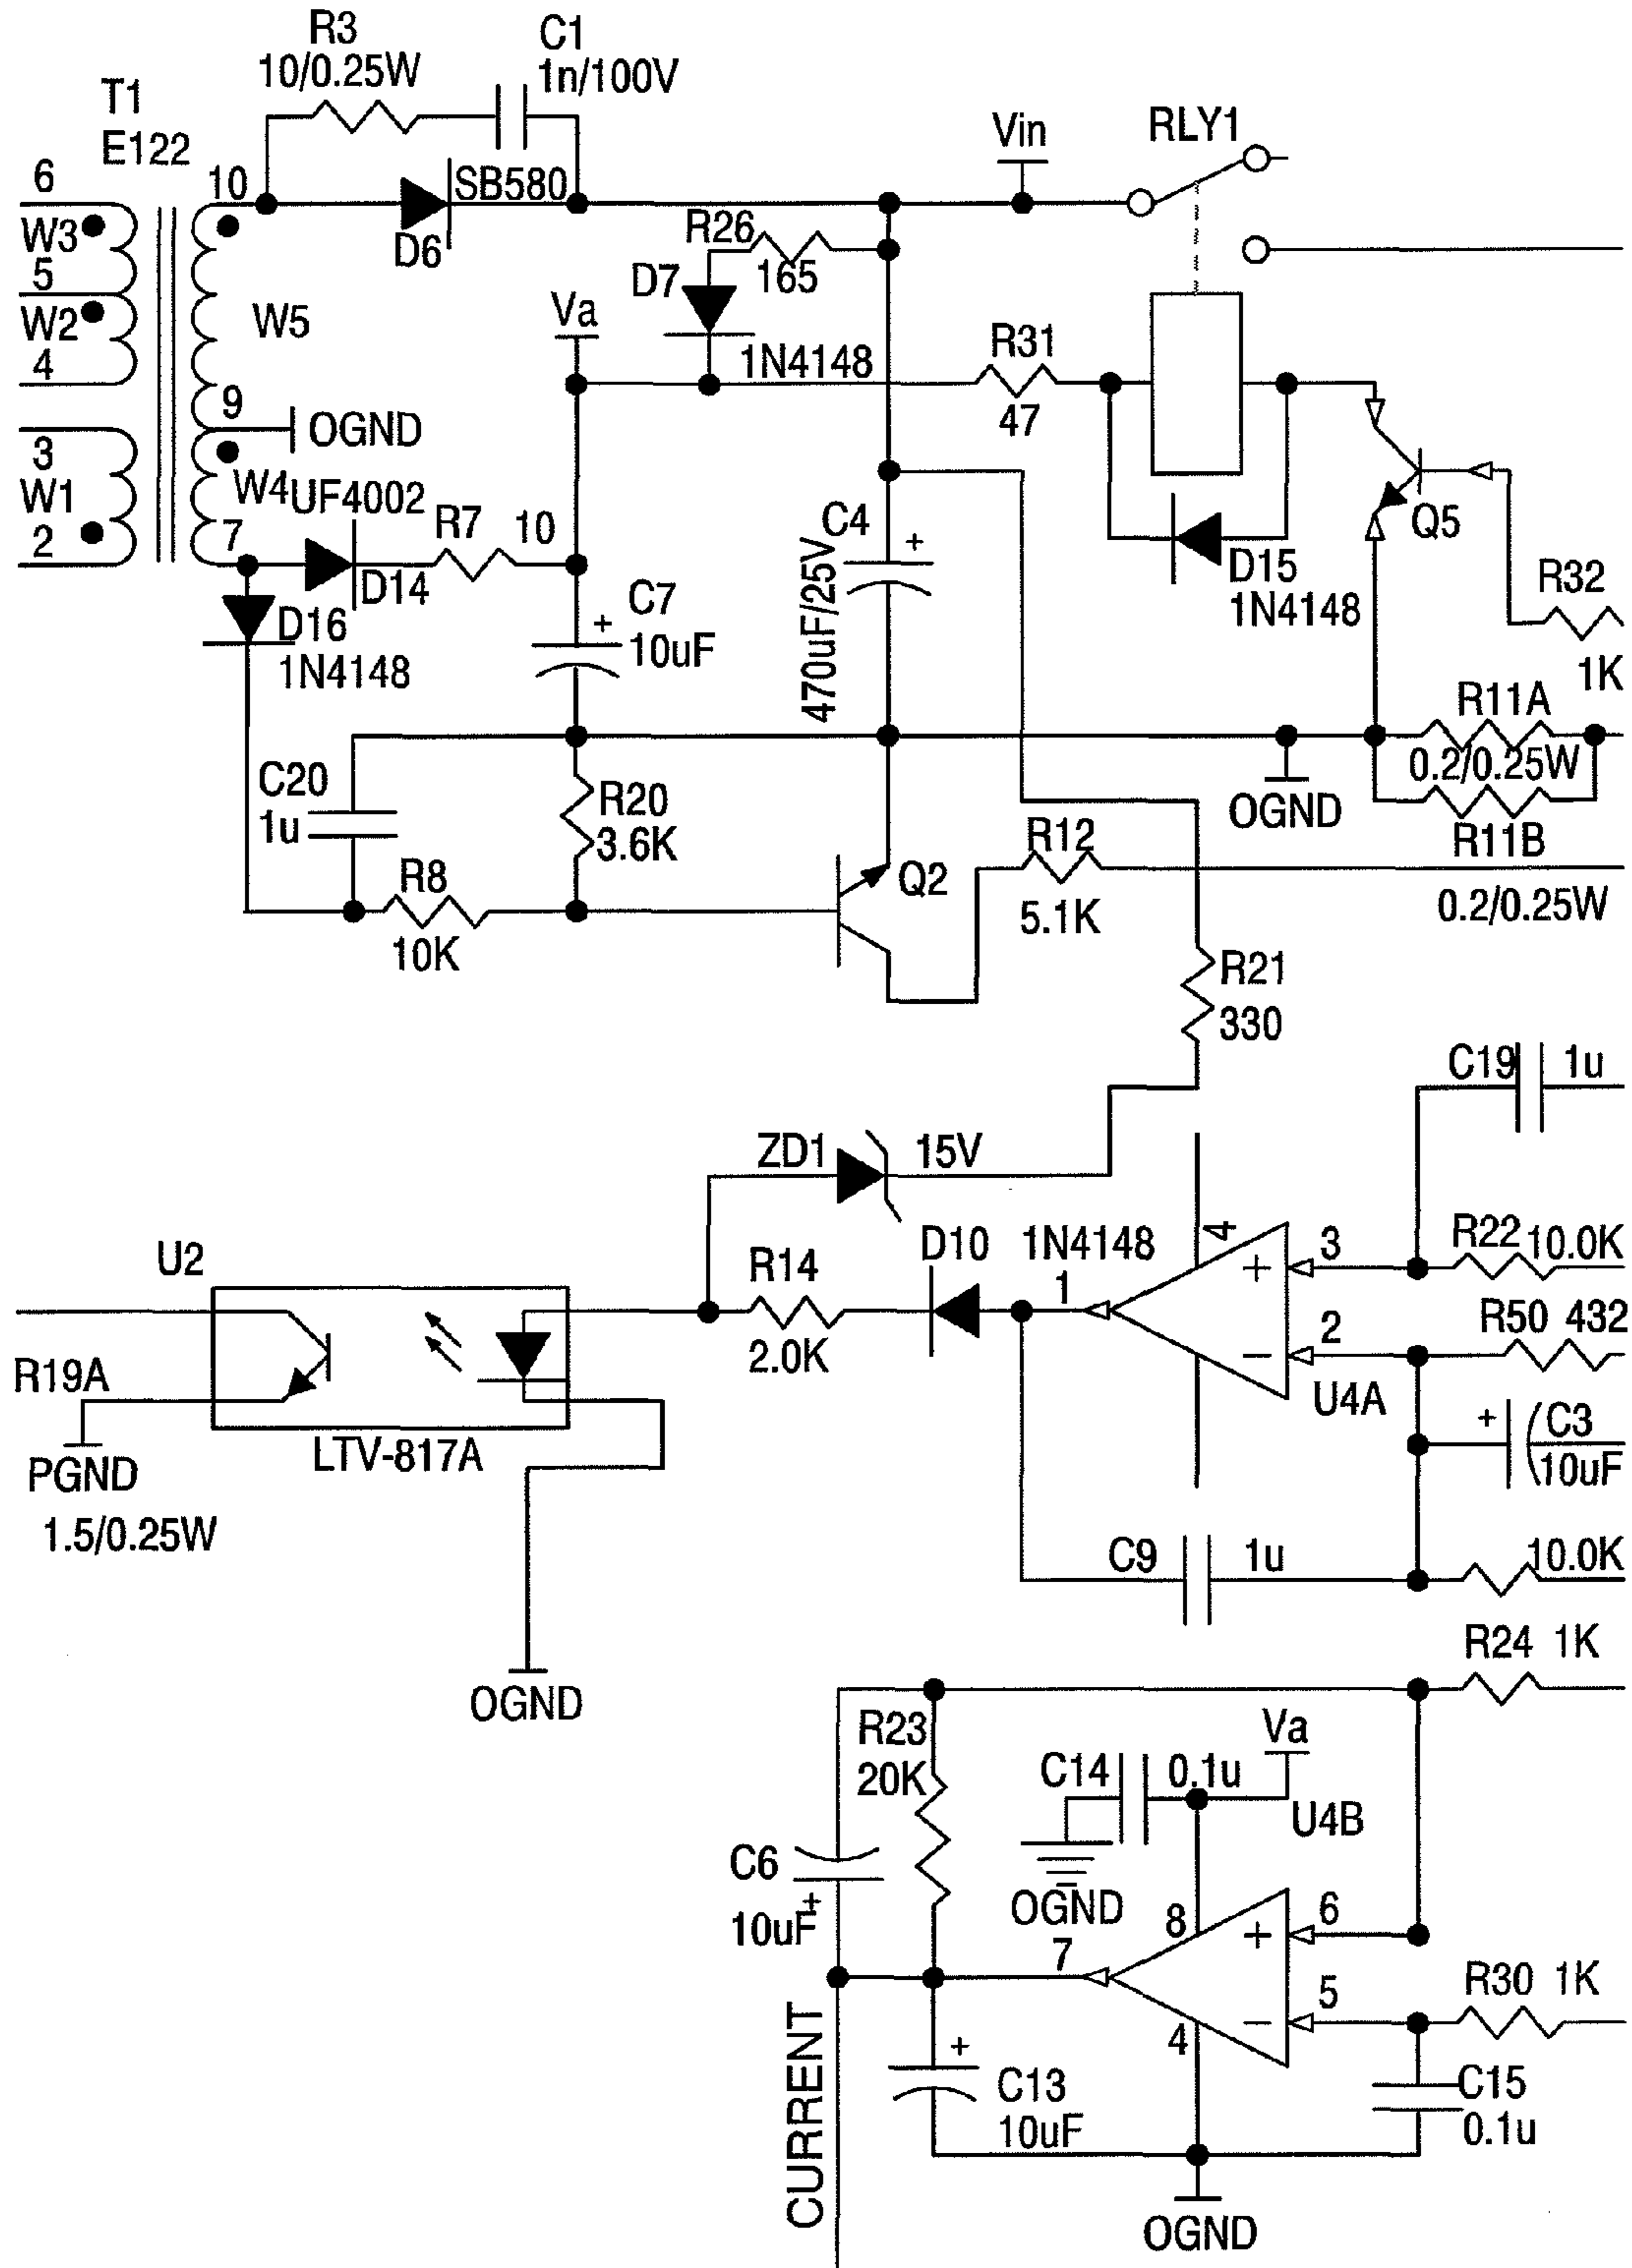 R3
10/0.25W
C1
1n/100V
T1
E122
Vin
RLY1
6
10
SB580
W3
D6
R26
165
5
D7
W2
W5
Va
4
1N4148
R31
47
9
OGND
3
W4
UF4002
W1
R7
10
C4
+
470uF/25V
Q5
2
7
D14
D15
1N4148
R32
1K
D16
1N4148
C7
+
10uF
R11A
0.2/0.25W
C20
1u
R20
3.6K
OGND
R11B
0.2/0.25W
R12
5.1K
R8
10K
Q2
R21
330
C19
1u
ZD1
15V
4
U2
R14
2.0K
D10
1N4148
1
+
3
R22
10.0K
2
R50
432
−
U4A
R19A
PGND
1.5/0.25W
LTV-817A
+
C3
10uF
C9
1u
10.0K
OGND
R24
1K
R23
20K
Va
C14
0.1u
U4B
C6
10uF
+
OGND
8
+
6
7
5
R30
1K
−
4
CURRENT
+
C13
10uF
C15
0.1u
OGND